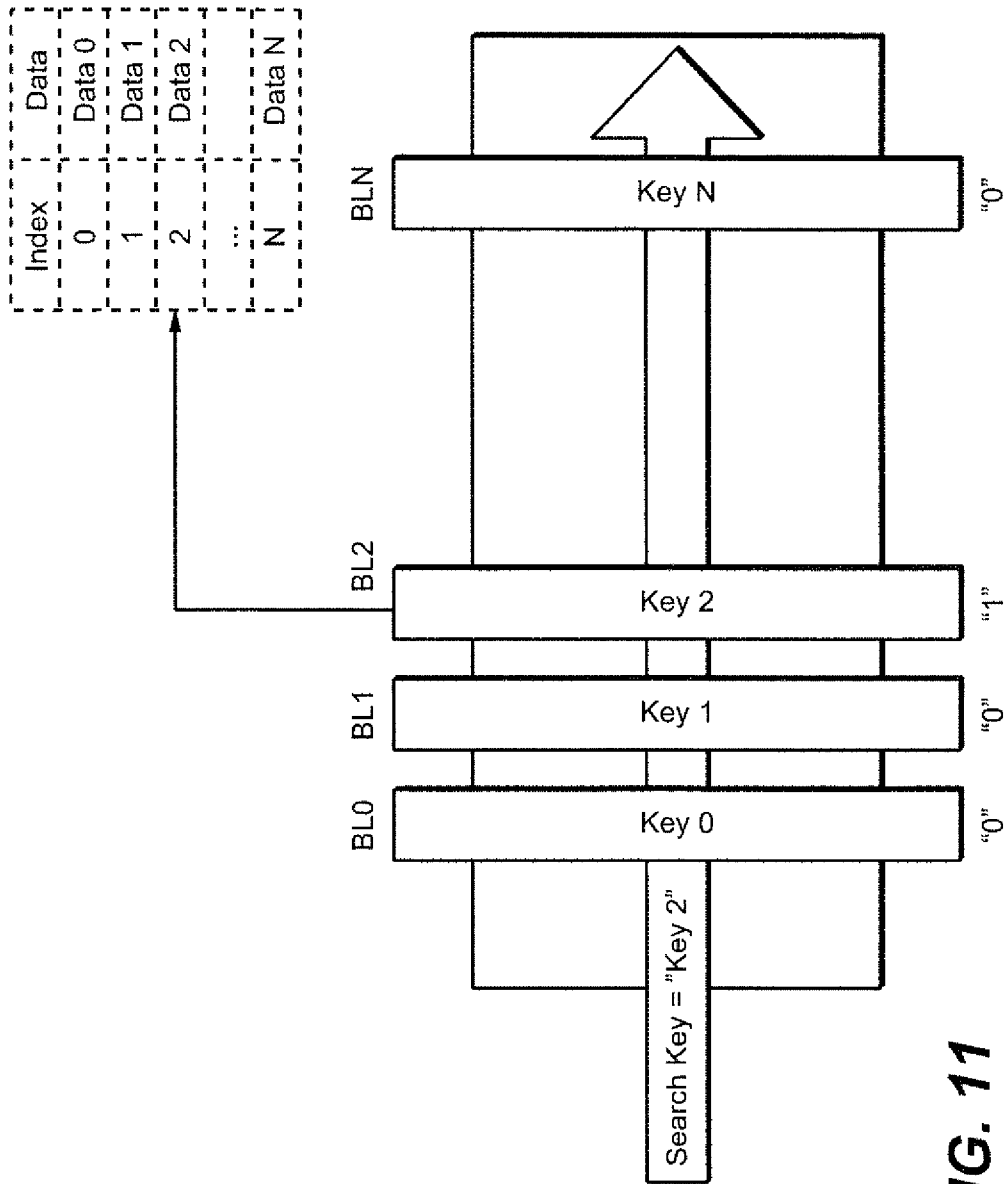 Index Data
0 Data 0
1 Data 1
2 Data 2
...
N Data N
BL0 BL1 BL2 BLN
Search Key = "Key 2"
Key 0 Key 1 Key 2 Key N
"0" "0" "1" "0"
IG. 11